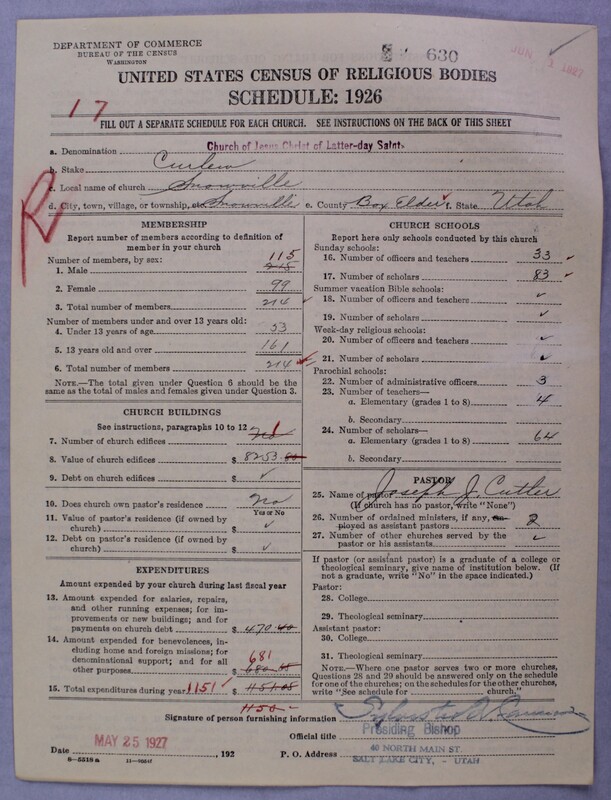 DEPARTMENT OF COMMERCE
BUREAU OF THE CENSUS
WASHINGTON
630
JUN 1 1927
UNITED STATES CENSUS OF RELIGIOUS BODIES
SCHEDULE: 1926
17
FILL OUT A SEPARATE SCHEDULE FOR EACH CHURCH. SEE INSTRUCTIONS ON THE BACK OF THIS SHEET
a. Denomination Church of Jesus Christ of Latter-day Saints
b. Stake Curlew
c. Local name of church Snowville
d. City, town, village, or township, etc. Snowville e. County Box Elder f. State Utah
R
MEMBERSHIP
Report number of members according to definition of
member in your church
Number of members, by sex:
115
1. Male 215
2. Female 99
3. Total number of members 214
Number of members under and over 13 years old:
4. Under 13 years of age 53
5. 13 years old and over 161
6. Total number of members 214
NOTE.—The total given under Question 6 should be
the same as the total of males and females given under Question 3.
CHURCH BUILDINGS
See instructions, paragraphs 10 to 12
7. Number of church edifices No 1
8. Value of church edifices $ 8253.00
9. Debt on church edifices $ ✓
10. Does church own pastor's residence No
Yes or No
11. Value of pastor's residence (if owned by
church) $ ✓
12. Debt on pastor's residence (if owned by
church) $ ✓
EXPENDITURES
Amount expended by your church during last fiscal year
13. Amount expended for salaries, repairs,
and other running expenses; for im-
provements or new buildings; and for
payments on church debt $ 470.40
14. Amount expended for benevolences, in-
cluding home and foreign missions; for
denominational support; and for all
other purposes $ 681
15. Total expenditures during year 1151 $ 1151.05
1150
CHURCH SCHOOLS
Report here only schools conducted by this church
Sunday schools:
16. Number of officers and teachers 33
17. Number of scholars 83
Summer vacation Bible schools:
18. Number of officers and teachers ✓
19. Number of scholars ✓
Week-day religious schools:
20. Number of officers and teachers ✓
21. Number of scholars ✓
Parochial schools:
22. Number of administrative officers 3
23. Number of teachers—
a. Elementary (grades 1 to 8) 4
b. Secondary
24. Number of scholars—
a. Elementary (grades 1 to 8) 64
b. Secondary
PASTOR
25. Name of pastor Joseph J. Cutler
(If church has no pastor, write "None")
26. Number of ordained ministers, if any, em-
ployed as assistant pastors 2
27. Number of other churches served by the
pastor or his assistants ✓
If pastor (or assistant pastor) is a graduate of a college or
theological seminary, give name of institution below. (If
not a graduate, write "No" in the space indicated.)
Pastor:
28. College
29. Theological seminary
Assistant pastor:
30. College
31. Theological seminary
NOTE.—Where one pastor serves two or more churches,
Questions 28 and 29 should be answered only on the schedule
for one of the churches; on the schedules for the other churches,
write "See schedule for church."
Signature of person furnishing information
Official title Presiding Bishop
Date MAY 25 1927, 192 P. O. Address 40 NORTH MAIN ST.
SALT LAKE CITY, - UTAH
8—5318 a